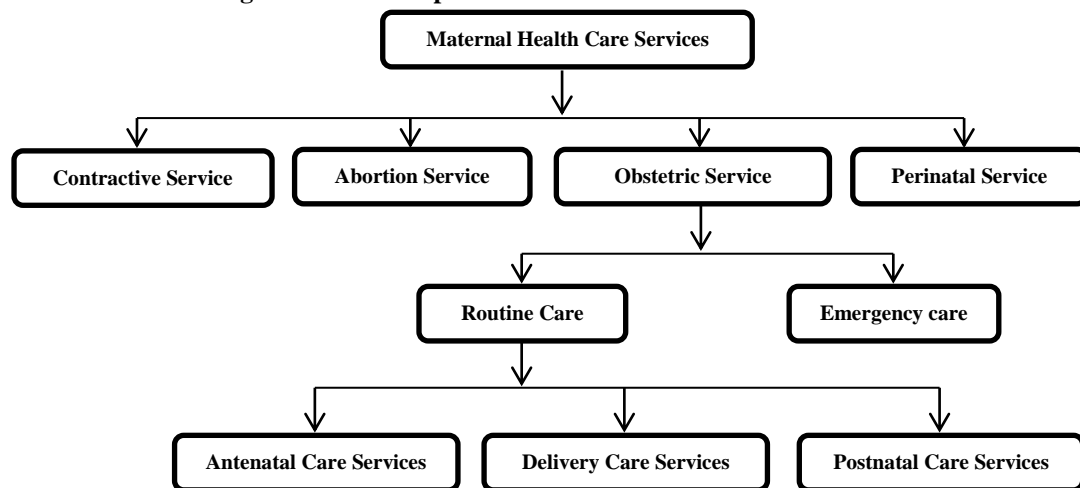 Maternal Health Care Services
Contractive Service
Abortion Service
Obstetric Service
Perinatal Service
Routine Care
Emergency care
Antenatal Care Services
Delivery Care Services
Postnatal Care Services